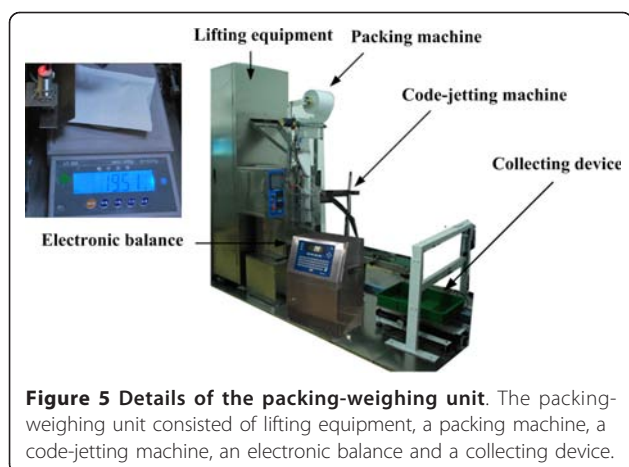 Lifting equipment
Packing machine
Code-jetting machine
Collecting device
Electronic balance
Figure 5 Details of the packing-weighing unit. The packing-
weighing unit consisted of lifting equipment, a packing machine, a
code-jetting machine, an electronic balance and a collecting device.